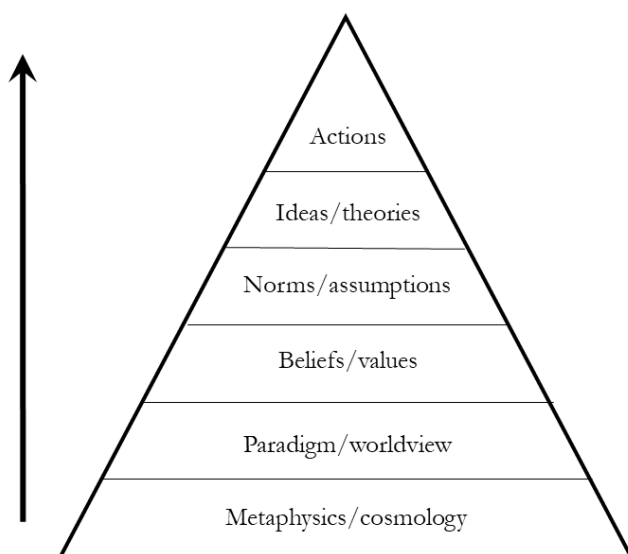 Actions
Ideas/theories
Norms/assumptions
Beliefs/values
Paradigm/worldview
Metaphysics/cosmology